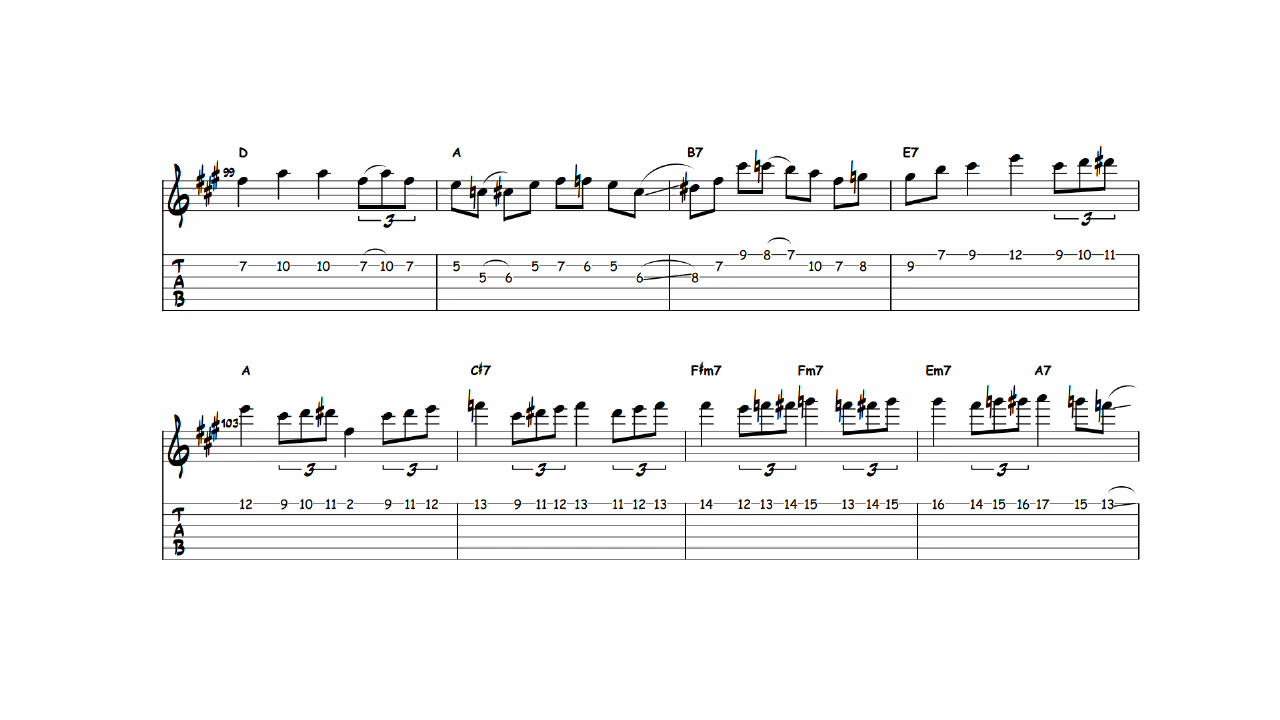 D A B7 E7
99
3 3
7 10 10 7 10 7 5 5 6 5 7 6 5 6 8 7 9 8 7 10 7 8 9 7 9 12 9 10 11
T
A
B
A C♯7 F♯m7 Fm7 Em7 A7
103
3 3 3 3 3 3 3
12 9 10 11 2 9 11 12 13 9 11 12 13 11 12 13 14 12 13 14 15 13 14 15 16 14 15 16 17 15 13
T
A
B